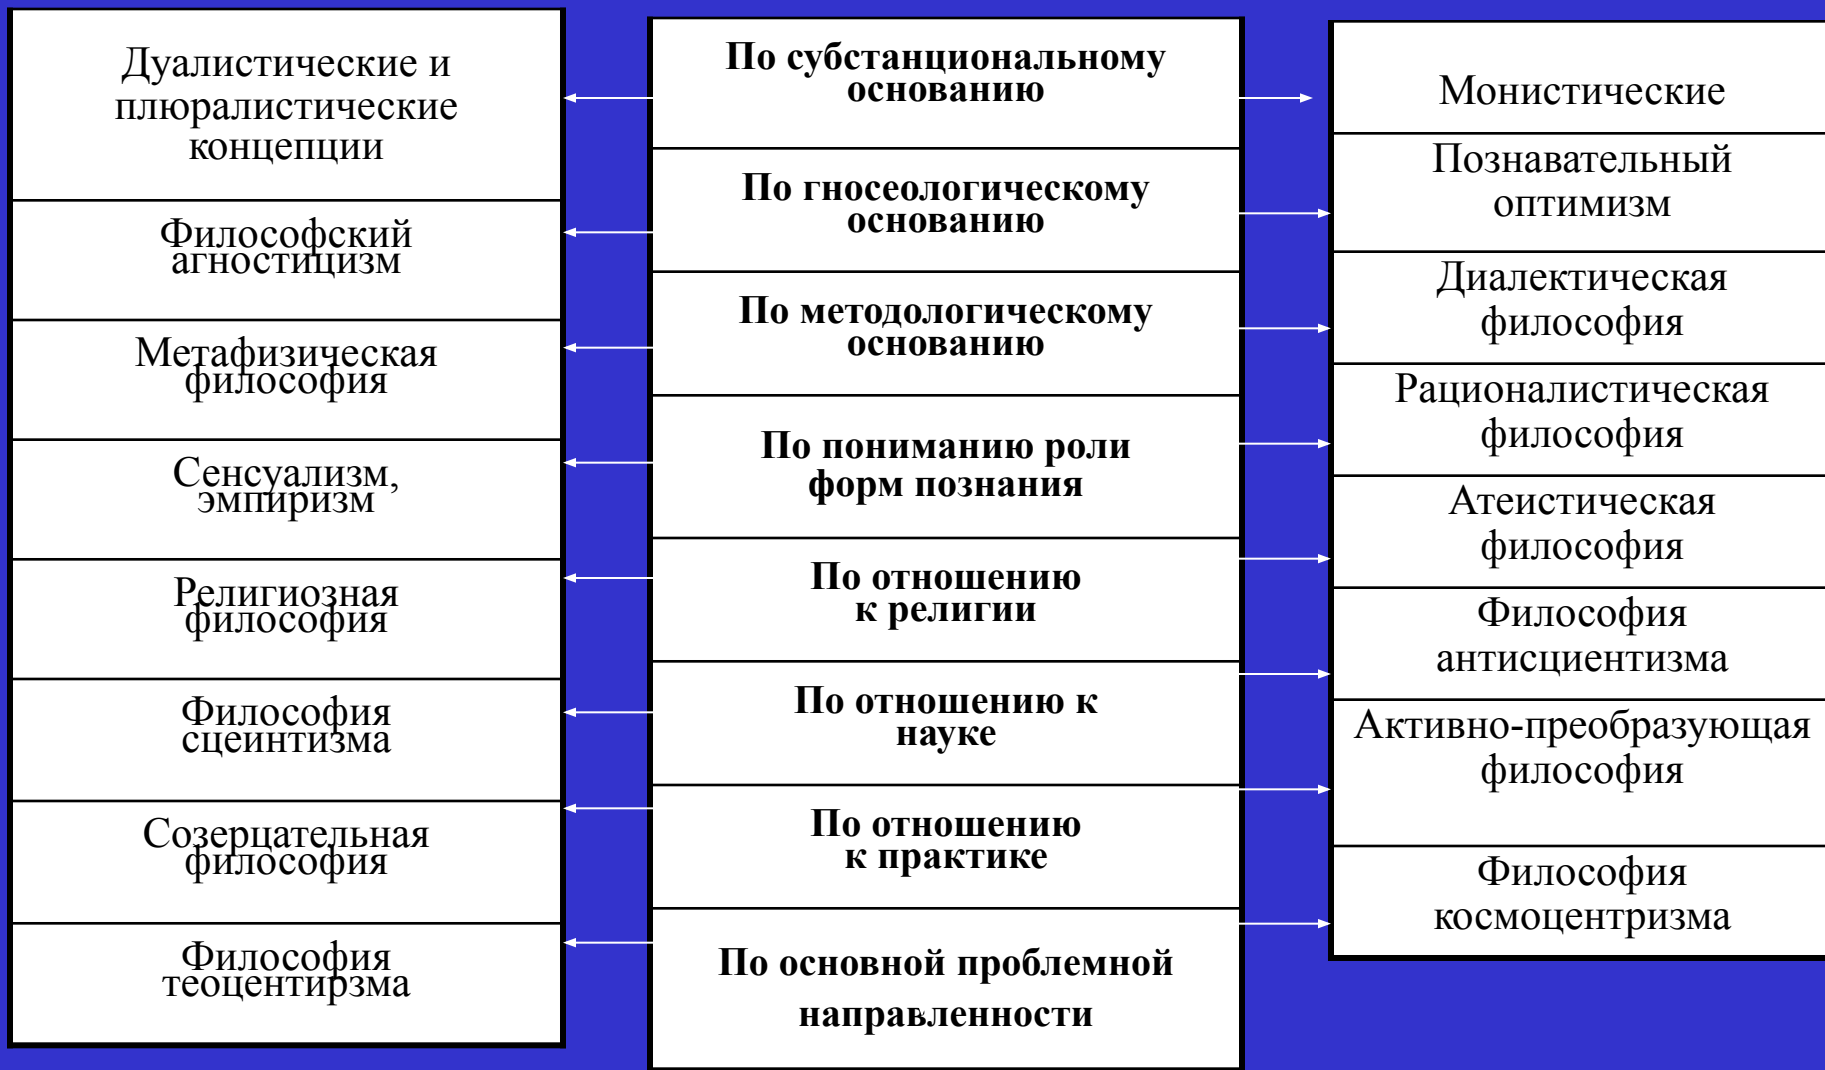 Дуалистические и
плюралистические
концепции
Философский
агностицизм
Метафизическая
философия
Сенсуализм,
эмпиризм
Религиозная
философия
Философия
сцеинтизма
Созерцательная
философия
Философия
теоцентирзма
По субстанциональному
основанию
По гносеологическому
основанию
По методологическому
основанию
По пониманию роли
форм познания
По отношению
к религии
По отношению к
науке
По отношению
к практике
По основной проблемной
направленности
Монистические
Познавательный
оптимизм
Диалектическая
философия
Рационалистическая
философия
Атеистическая
философия
Философия
антисциентизма
Активно-преобразующая
философия
Философия
космоцентризма